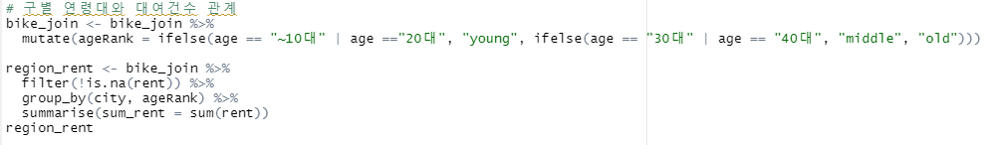 # 구별 연령대와 대여건수 관계
bike_join <- bike_join %>%
  mutate(ageRank = ifelse(age == "~10대" | age =="20대", "young", ifelse(age == "30대" | age == "40대", "middle", "old")))
region_rent <- bike_join %>%
  filter(!is.na(rent)) %>%
  group_by(city, ageRank) %>%
  summarise(sum_rent = sum(rent))
region_rent